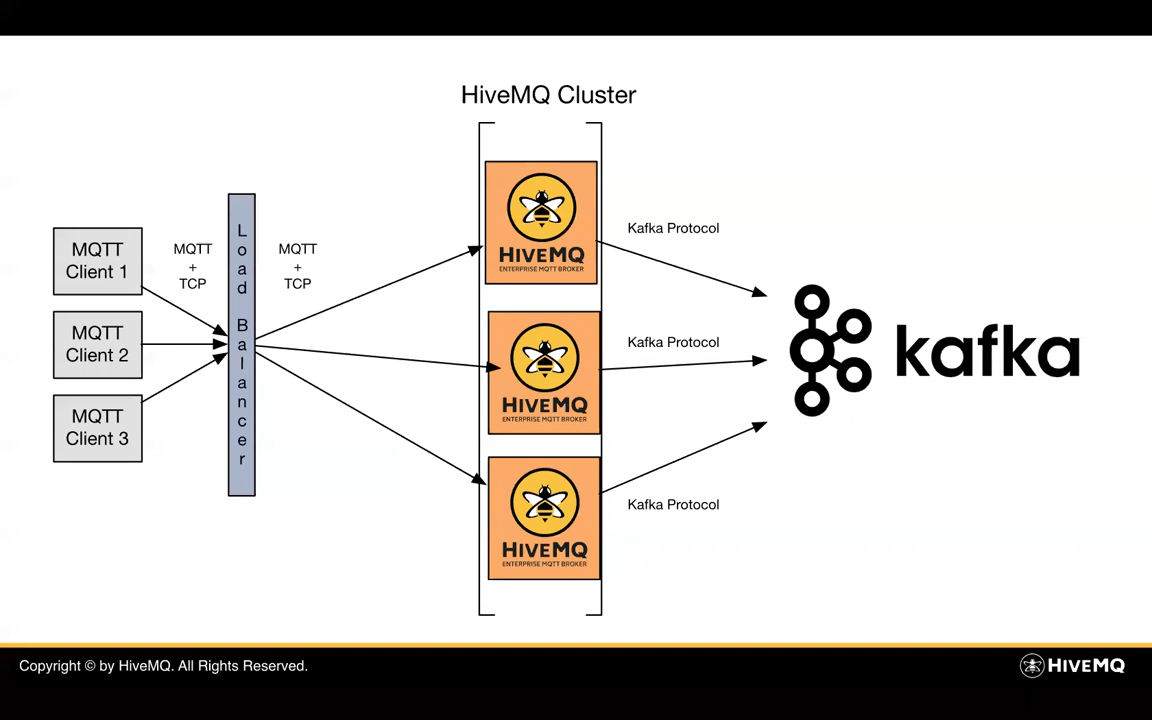 HiveMQ Cluster
MQTT
Client 1
MQTT
Client 2
MQTT
Client 3
MQTT
+
TCP
Load Balancer
MQTT
+
TCP
HIVEMQ
ENTERPRISE MQTT BROKER
HIVEMQ
ENTERPRISE MQTT BROKER
HIVEMQ
ENTERPRISE MQTT BROKER
Kafka Protocol
Kafka Protocol
Kafka Protocol
kafka
Copyright © by HiveMQ. All Rights Reserved.
HIVEMQ